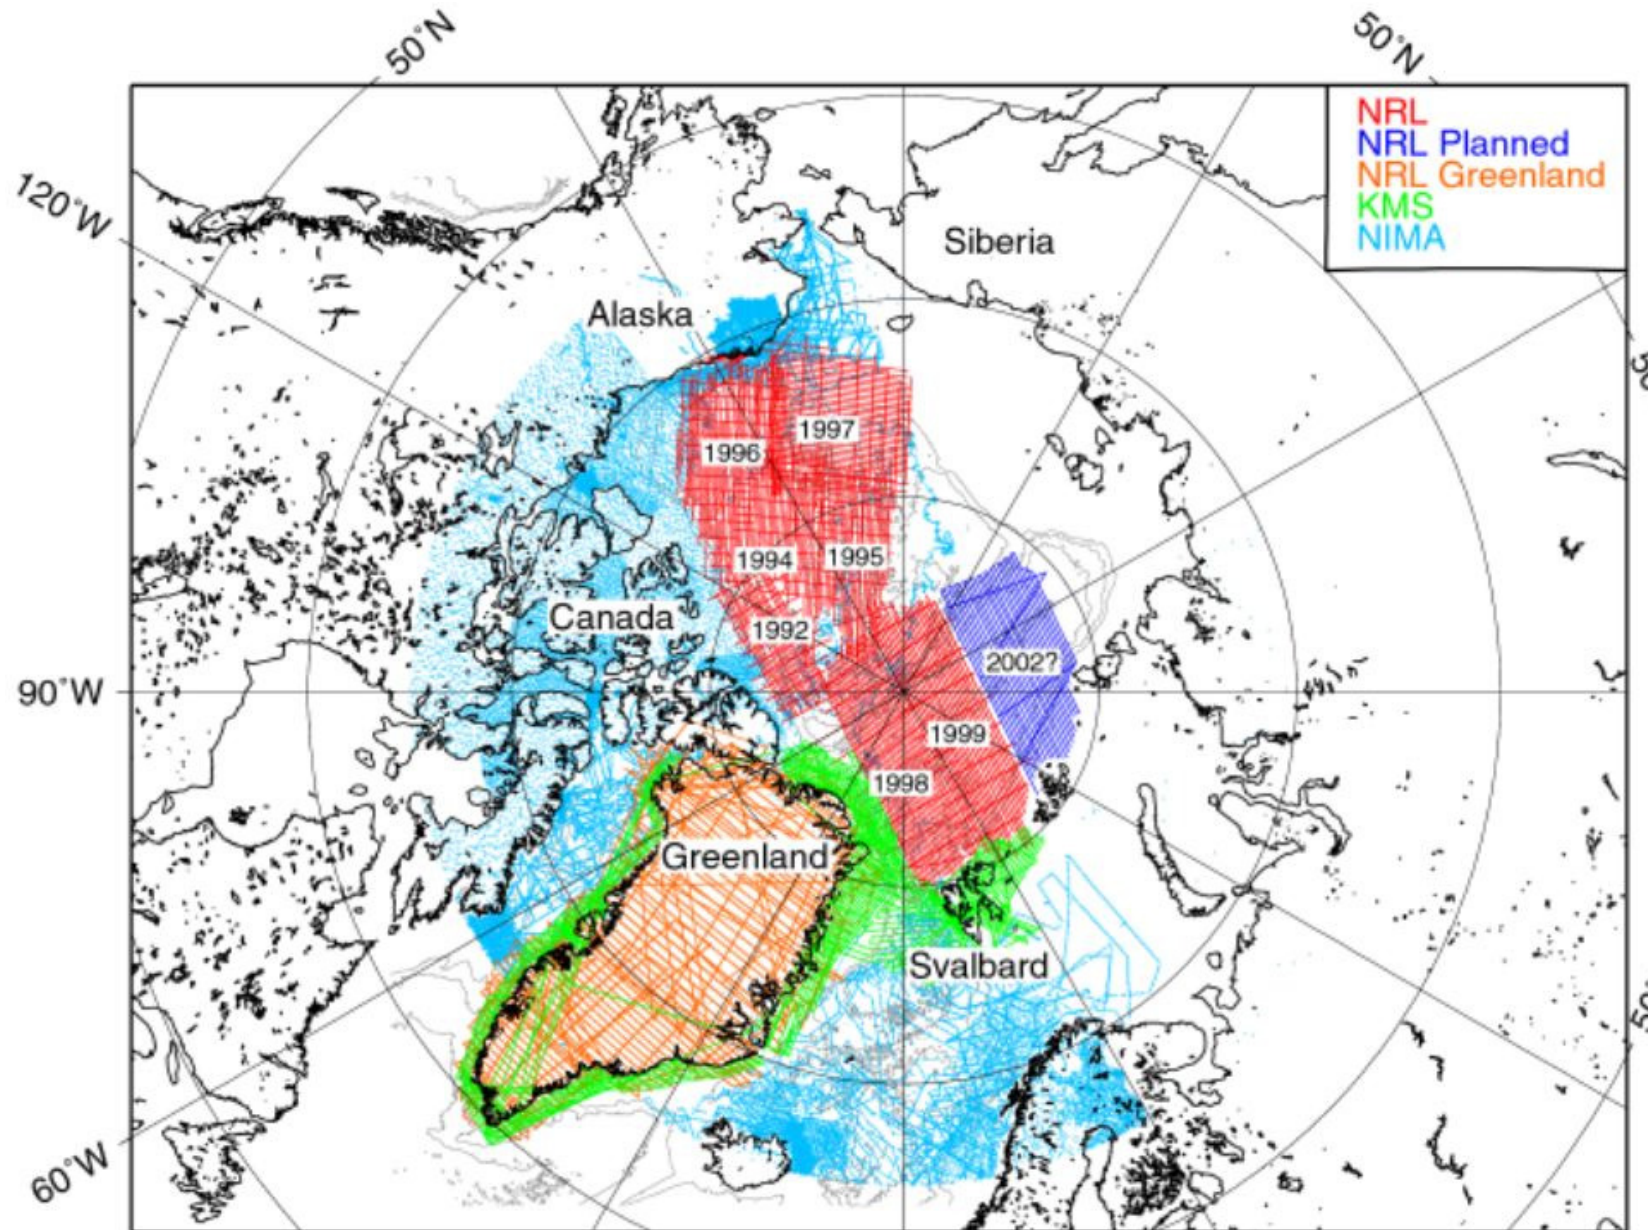 50°N
50°N
NRL
NRL Planned
NRL Greenland
KMS
NIMA
120°W
Siberia
Alaska
1997
1996
1994
1995
Canada
1992
2002?
90°W
1999
1998
Greenland
Svalbard
60°W